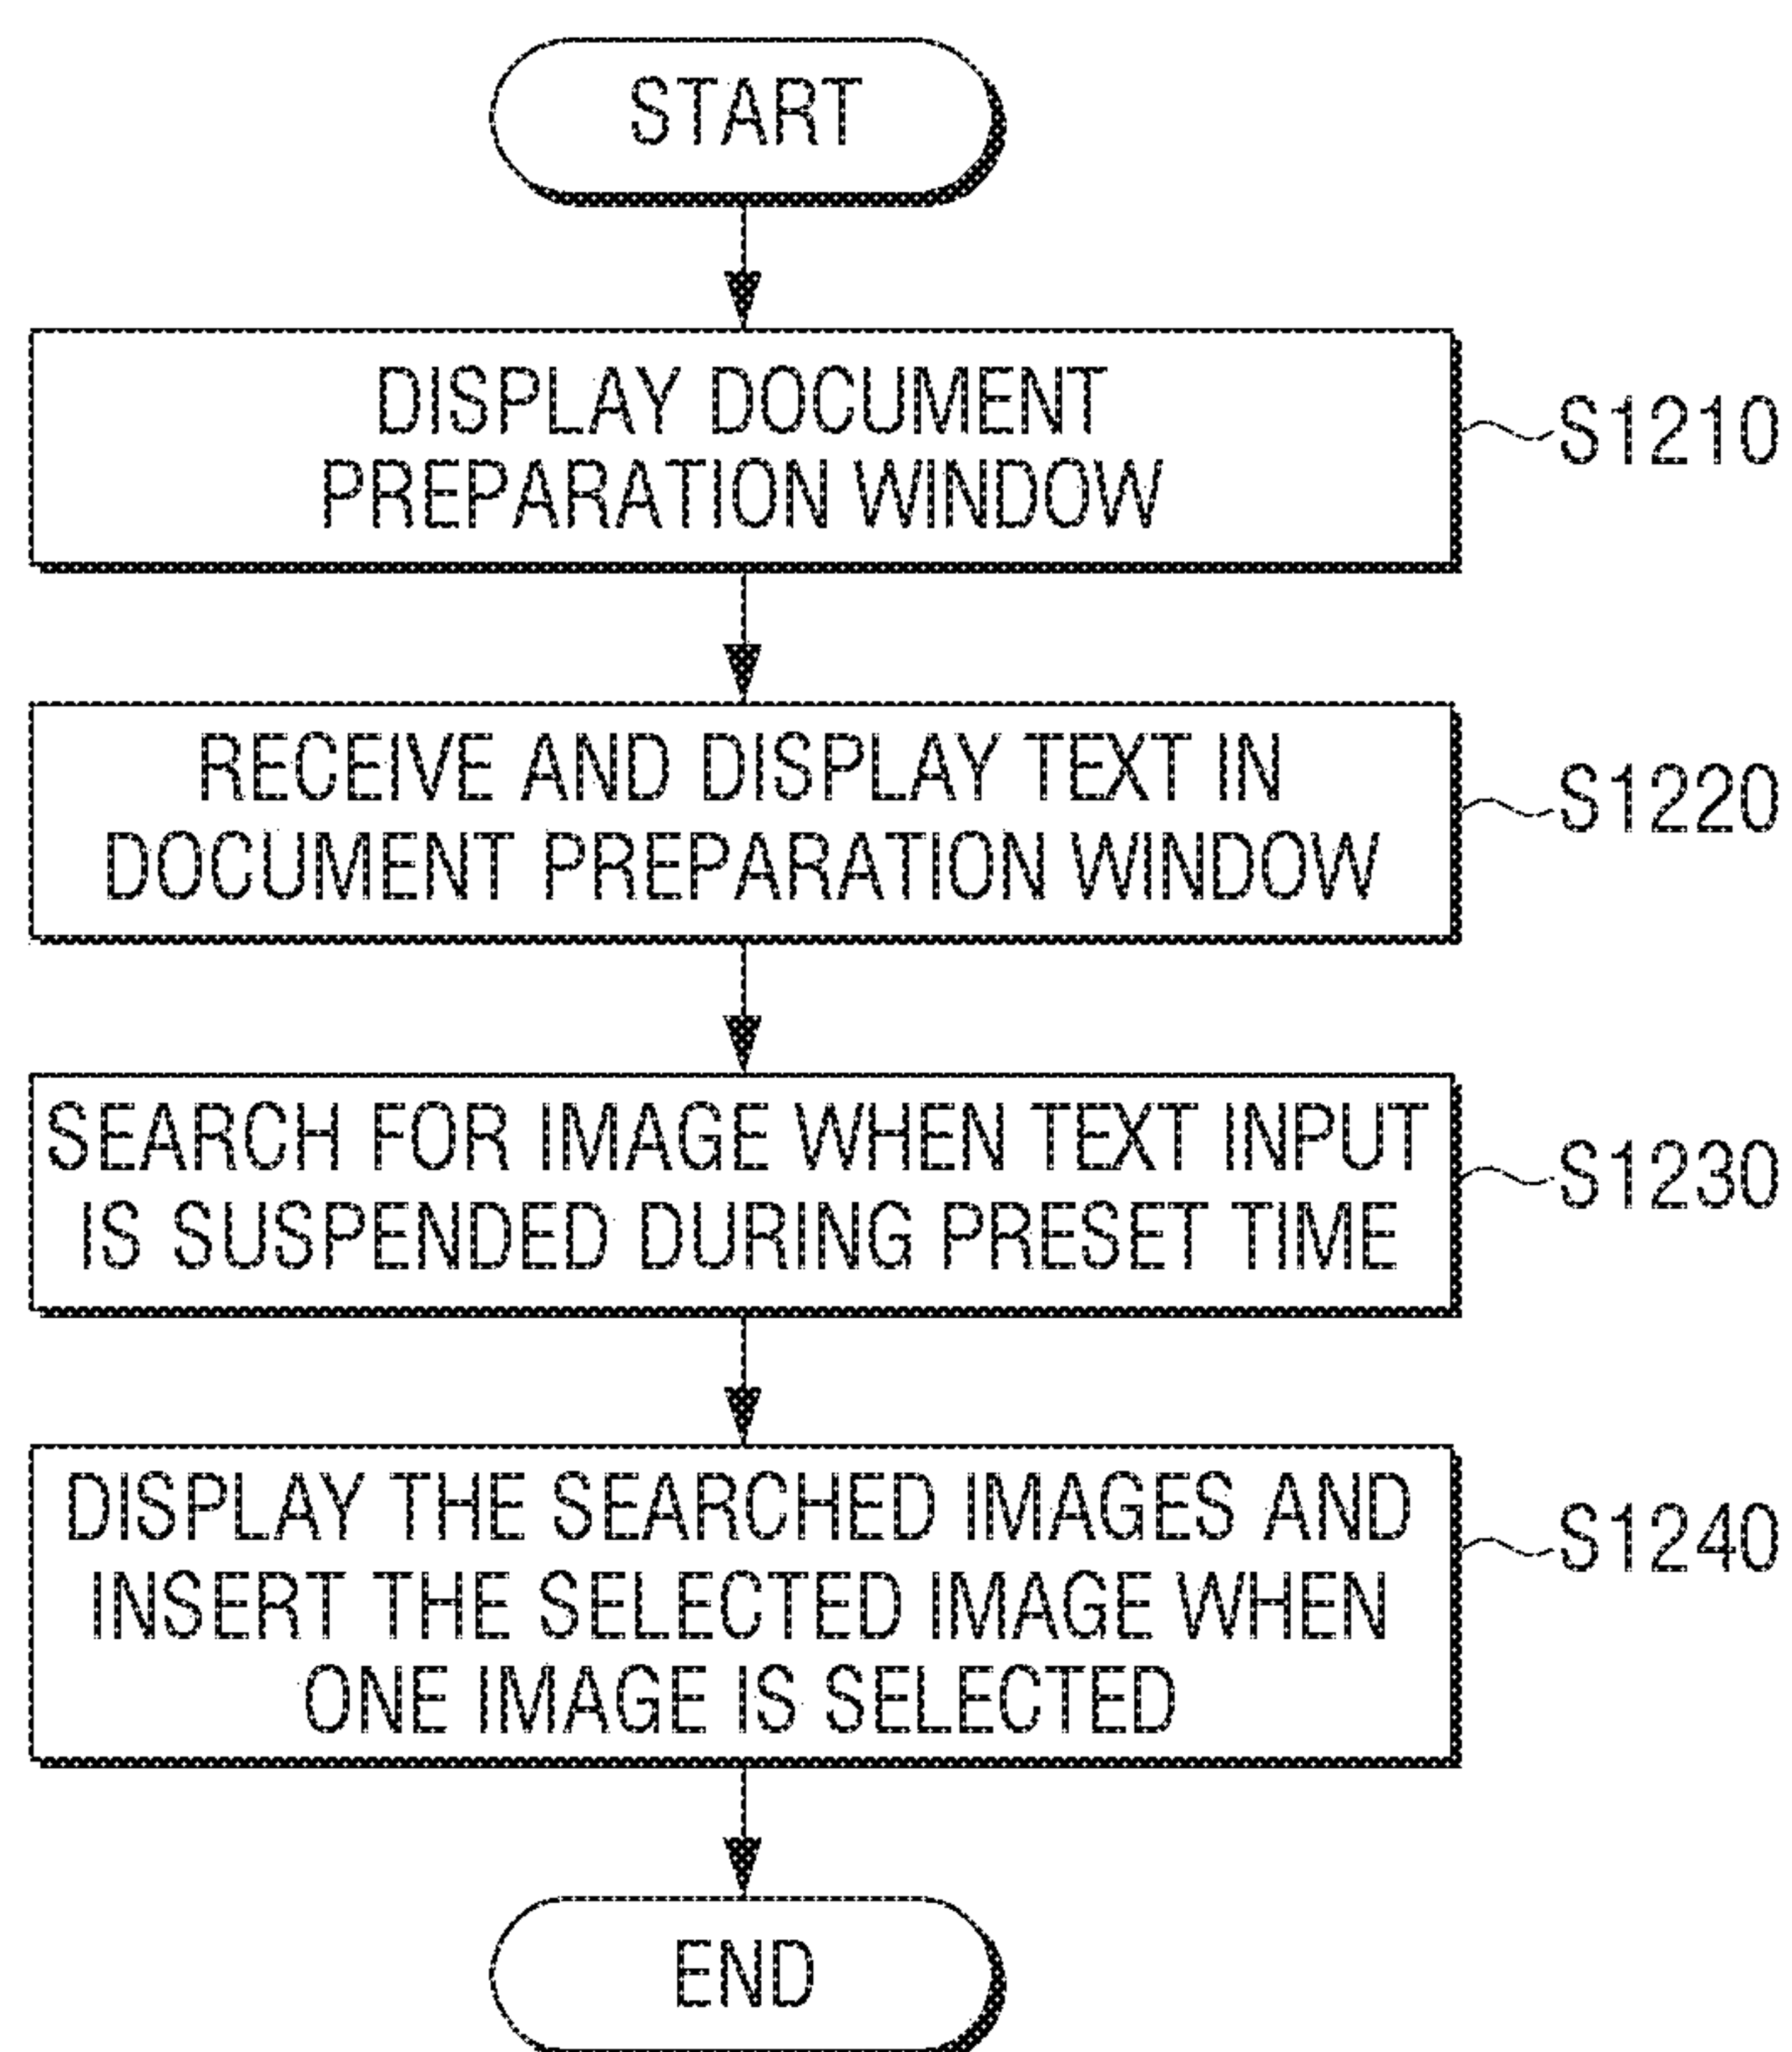 START
DISPLAY DOCUMENT
PREPARATION WINDOW
S1210
RECEIVE AND DISPLAY TEXT IN
DOCUMENT PREPARATION WINDOW
S1220
SEARCH FOR IMAGE WHEN TEXT INPUT
IS SUSPENDED DURING PRESET TIME
S1230
DISPLAY THE SEARCHED IMAGES AND
INSERT THE SELECTED IMAGE WHEN
ONE IMAGE IS SELECTED
S1240
END